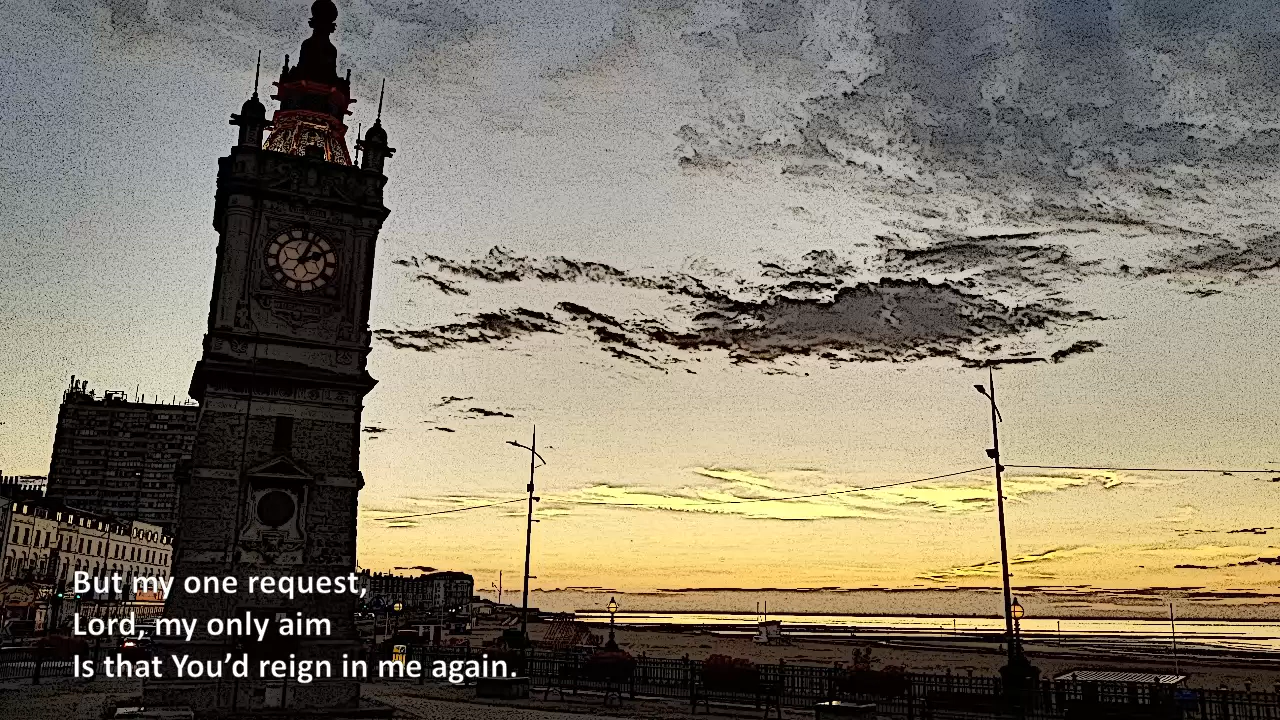 But my one request,
Lord, my only aim
Is that You’d reign in me again.